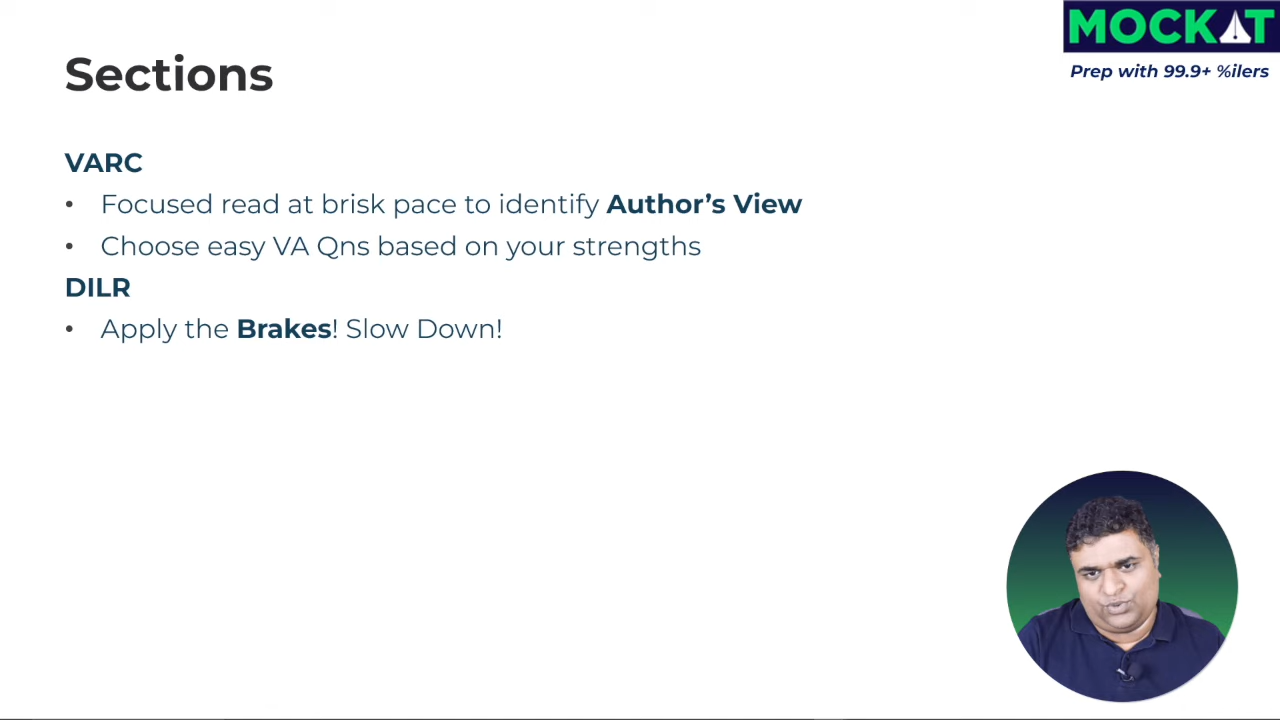 MOCKAT
Prep with 99.9+ %ilers
Sections
VARC
• Focused read at brisk pace to identify Author’s View
• Choose easy VA Qns based on your strengths
DILR
• Apply the Brakes! Slow Down!